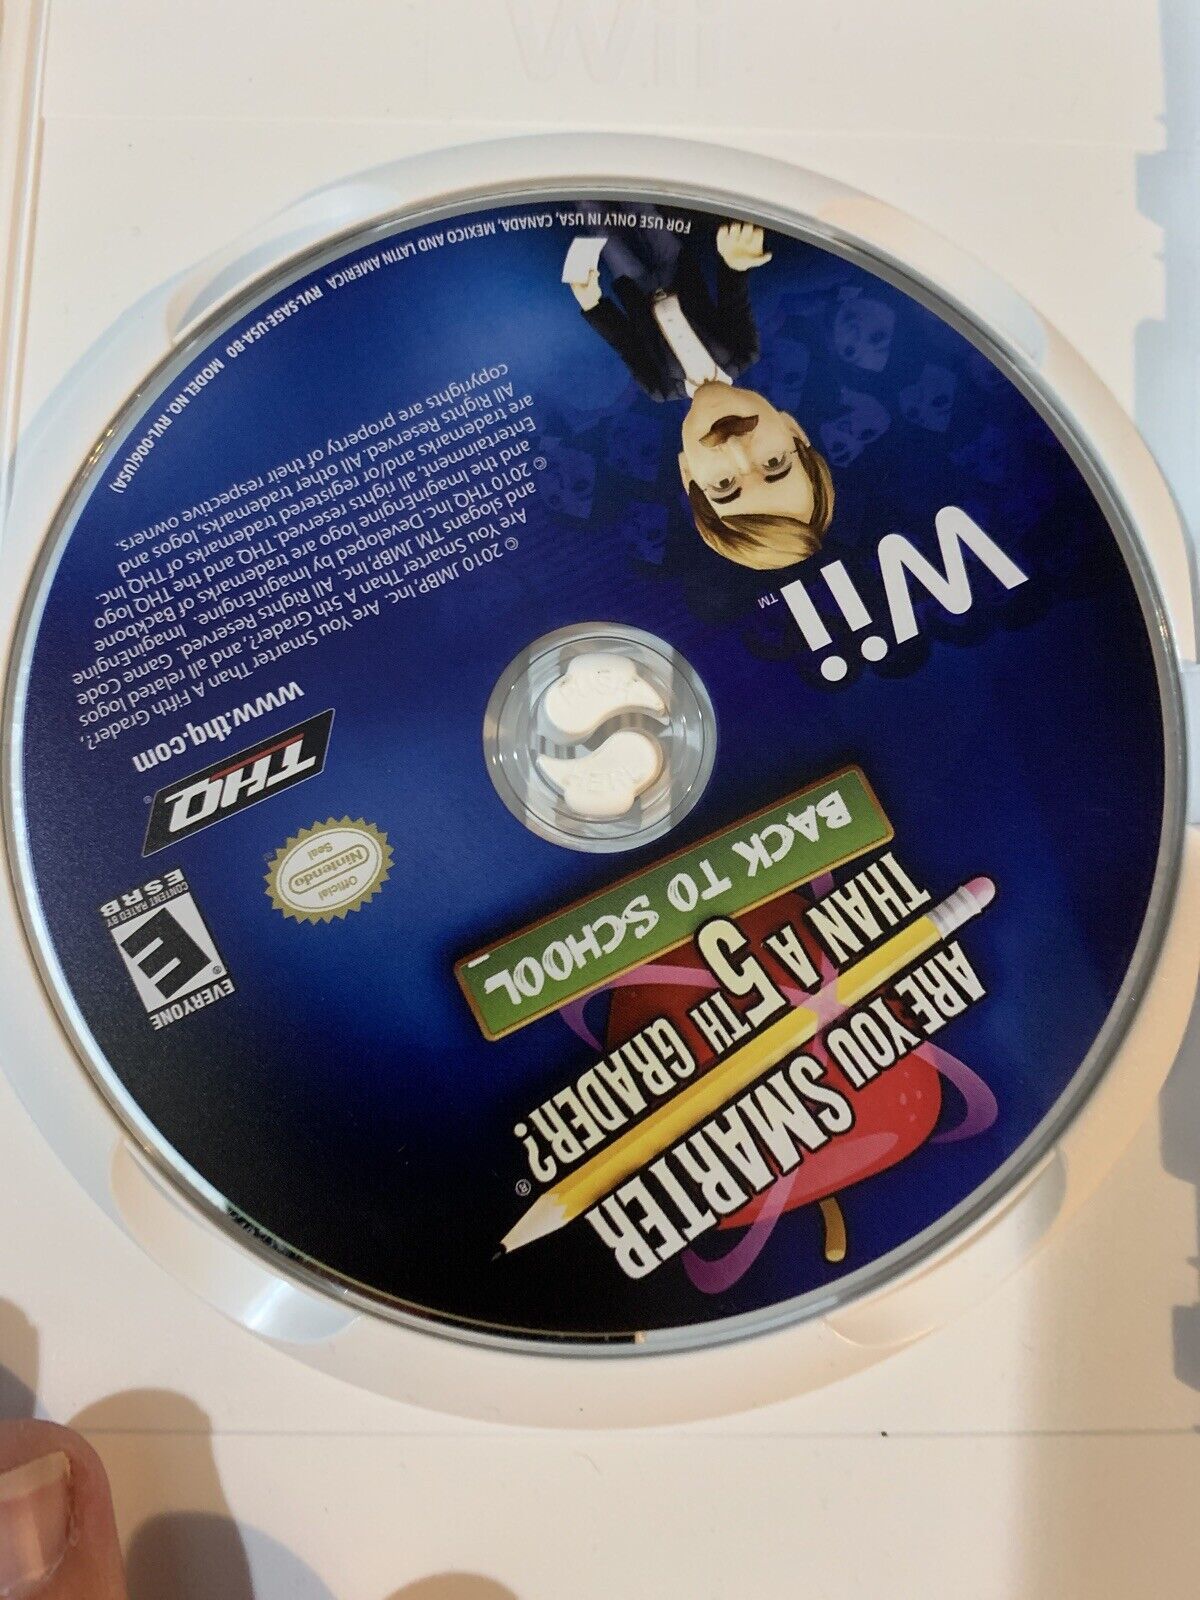 Wii
ARE YOU SMARTER
THAN A 5TH GRADER?®
BACK TO SCHOOL
Wii™
EVERYONE
E®
CONTENT RATED BY
ESRB
Official
Nintendo
Seal
THQ®
www.thq.com
© 2010 JMBP, Inc. Are You Smarter Than A Fifth Grader?,
Are You Smarter Than A 5th Grader?, and all related logos
and slogans TM JMBP, Inc. All Rights Reserved. Game Code
© 2010 THQ Inc. Developed by ImaginEngine. ImaginEngine
and the ImaginEngine logo are trademarks of Backbone
Entertainment, all rights reserved. THQ and the THQ logo
are trademarks and/or registered trademarks of THQ Inc.
All Rights Reserved. All other trademarks, logos and
copyrights are property of their respective owners.
FOR USE ONLY IN USA, CANADA, MEXICO AND LATIN AMERICA RVL-SA5E-USA-B0 MODEL NO. RVL-006(USA)